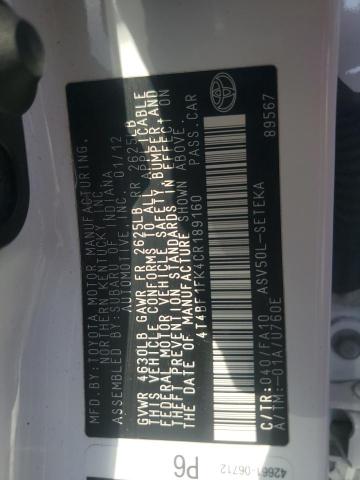 MFD. BY: TOYOTA MOTOR MANUFACTURING,
NORTHERN KENTUCKY, INC.
ASSEMBLED BY: SUBARU OF INDIANA
AUTOMOTIVE, INC. 01/12
GVWR 4630LB GAWR FR 2625LB RR 2625LB
THIS VEHICLE CONFORMS TO ALL APPLICABLE
FEDERAL MOTOR VEHICLE SAFETY, BUMPER, AND
THEFT PREVENTION STANDARDS IN EFFECT ON
THE DATE OF MANUFACTURE SHOWN ABOVE.
4T4BF1FK4CR189160 PASS.CAR
C/TR:040/FA10 ASV50L-SETEKA
A/TM:-01A/U760E 89567
42661-06712
P6